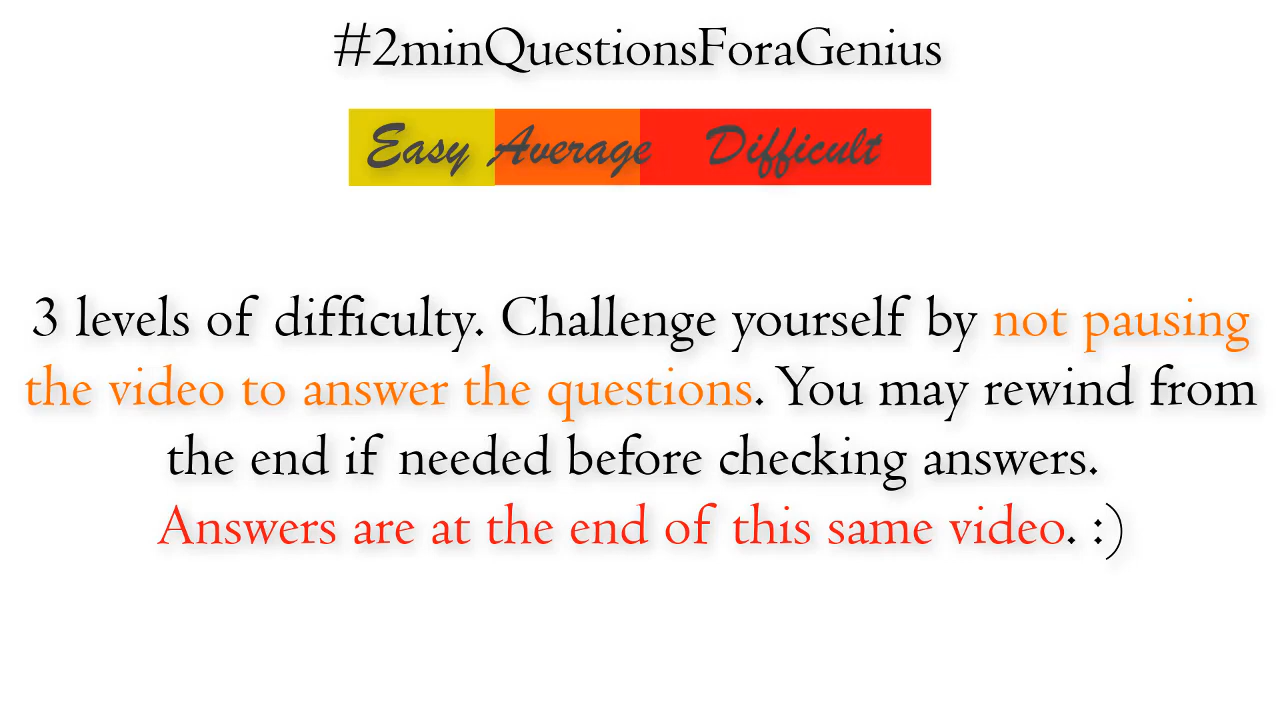 #2minQuestionsForaGenius
Easy Average Difficult
3 levels of difficulty. Challenge yourself by not pausing
the video to answer the questions. You may rewind from
the end if needed before checking answers.
Answers are at the end of this same video. :)